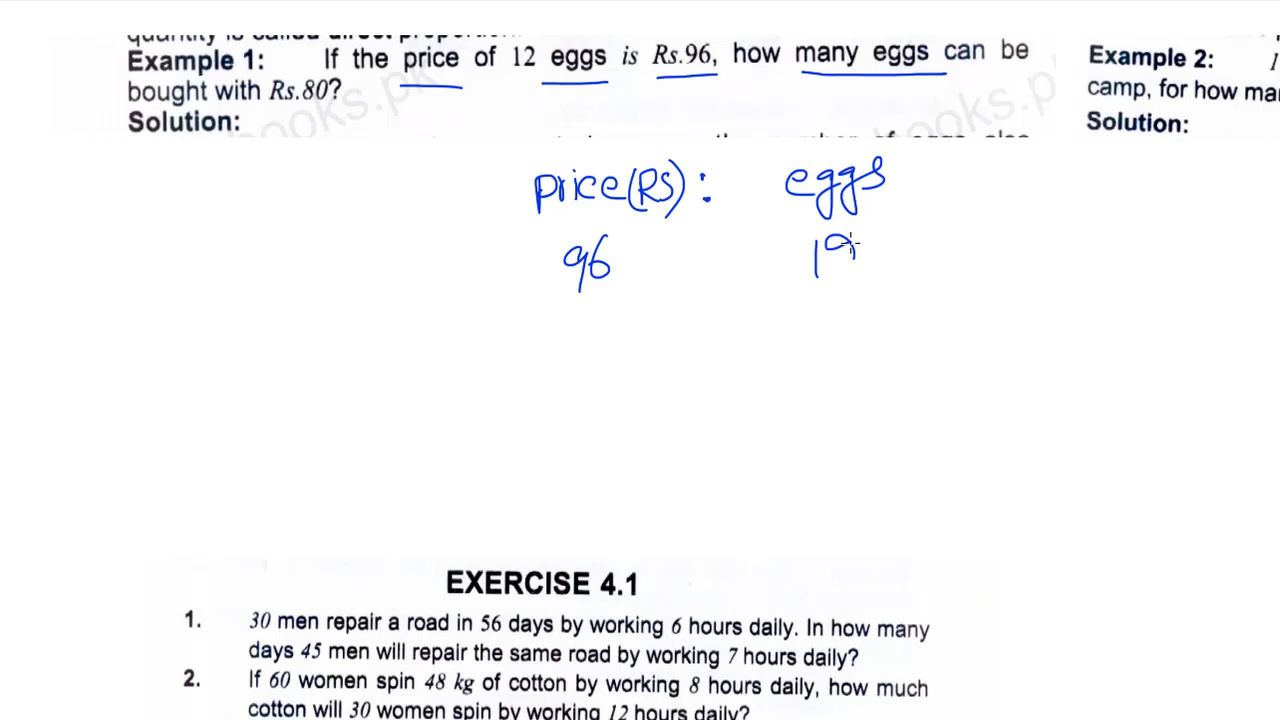 Example 1: If the price of 12 eggs is Rs.96, how many eggs can be
bought with Rs.80?
Solution:
Example 2:
camp, for how
Solution:
price(Rs) : eggs
96
EXERCISE 4.1
1. 30 men repair a road in 56 days by working 6 hours daily. In how many
days 45 men will repair the same road by working 7 hours daily?
2. If 60 women spin 48 kg of cotton by working 8 hours daily, how much
cotton will 30 women spin by working 12 hours daily?